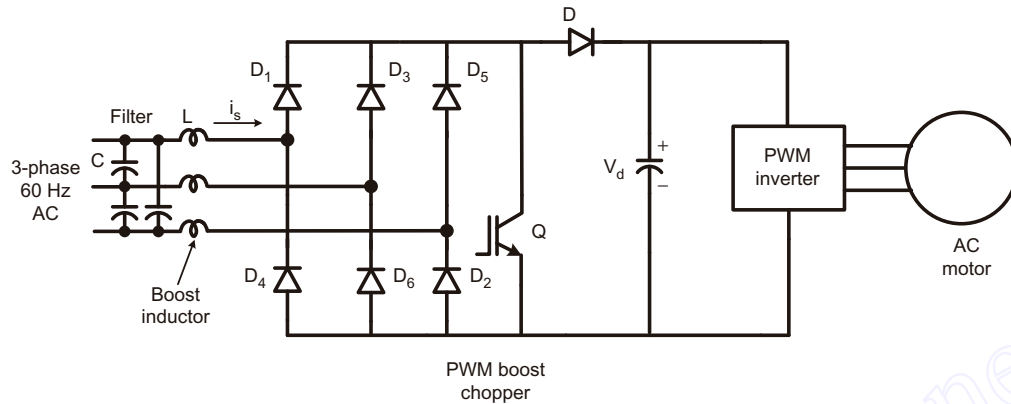 D
D₁
D₃
D₅
Filter
L
iₛ
C
3-phase
60 Hz
AC
V_d
+
−
PWM
inverter
Q
AC
motor
D₄
D₆
D₂
Boost
inductor
PWM boost
chopper